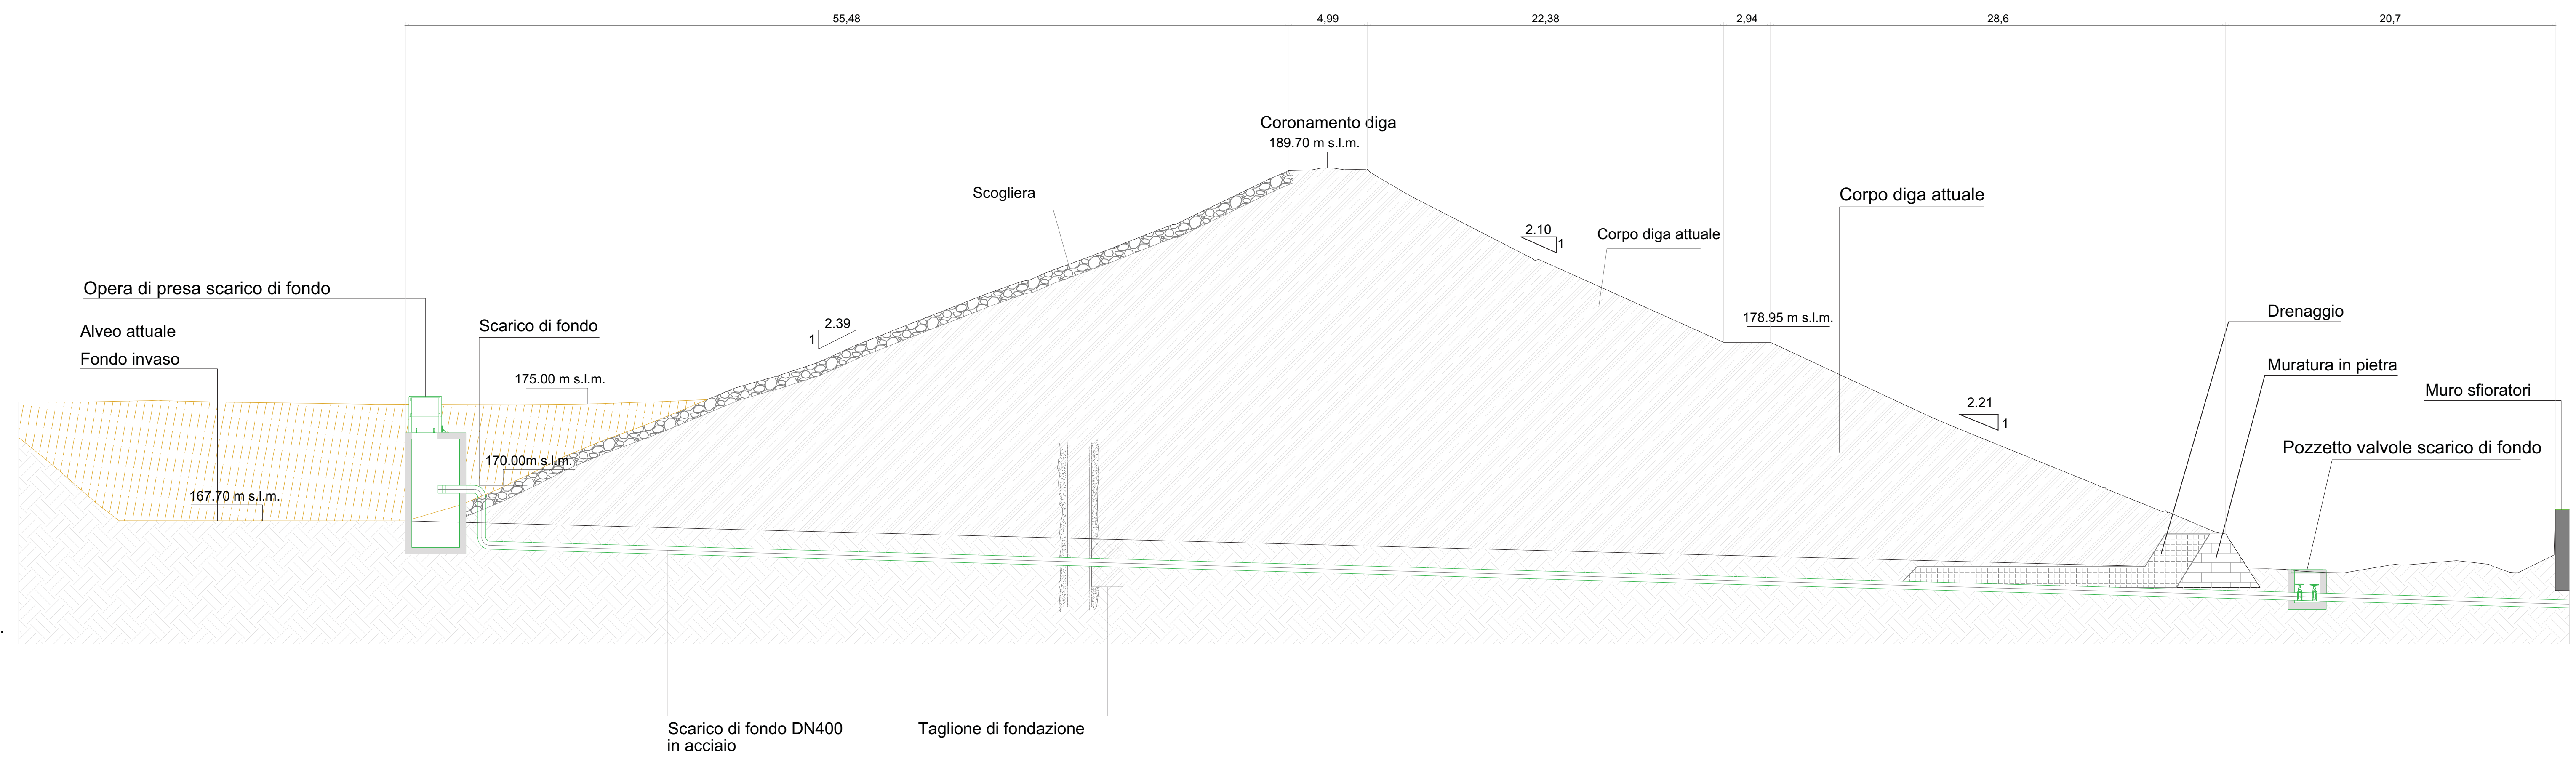 55,48
4,99
22,38
2,94
28,6
20,7
Coronamento diga
189.70 m s.l.m.
Scogliera
Corpo diga attuale
2.10
1
Corpo diga attuale
Opera di presa scarico di fondo
Drenaggio
178.95 m s.l.m.
Scarico di fondo
2.39
1
Alveo attuale
Fondo invaso
Muratura in pietra
175.00 m s.l.m.
Muro sfioratori
2.21
1
Pozzetto valvole scarico di fondo
170.00m s.l.m.
167.70 m s.l.m.
.
Scarico di fondo DN400
in acciaio
Taglione di fondazione